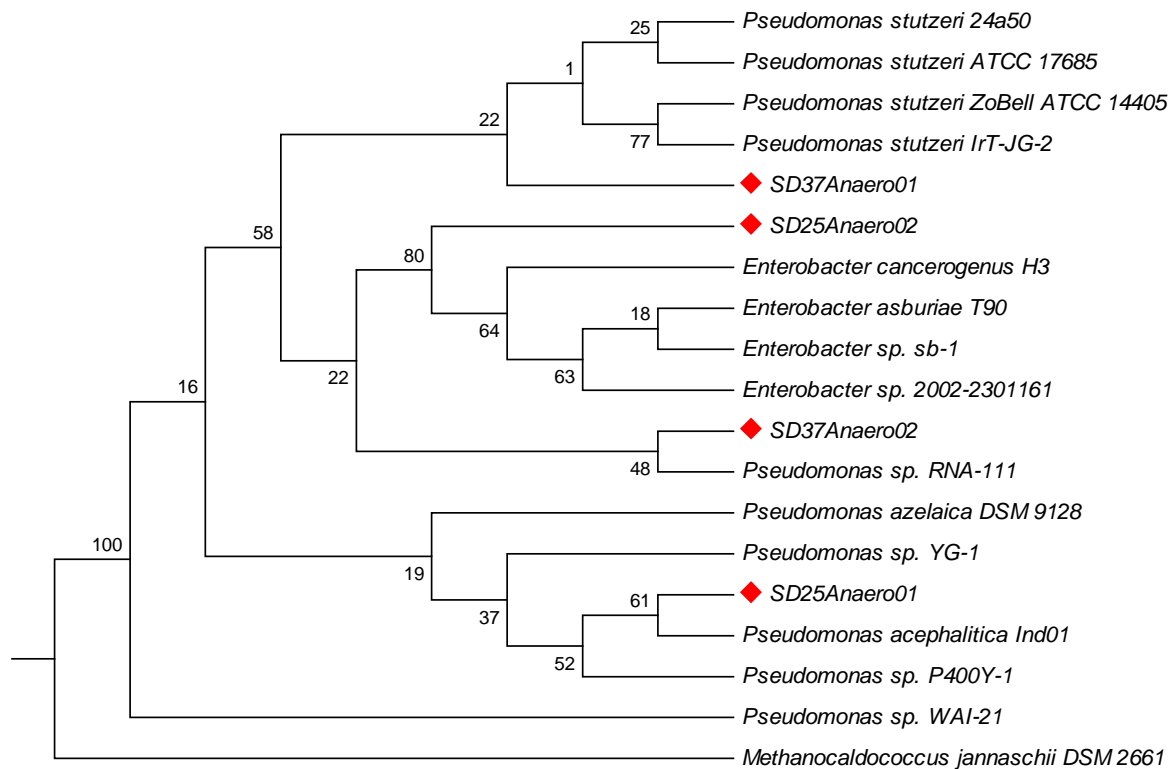 Pseudomonas stutzeri 24a50
25
Pseudomonas stutzeri ATCC 17685
1
Pseudomonas stutzeri ZoBell ATCC 14405
22
77
Pseudomonas stutzeri IrT-JG-2
SD37Anaero01
58
SD25Anaero02
80
Enterobacter cancerogenus H3
Enterobacter asburiae T90
64
18
Enterobacter sp. sb-1
22
63
Enterobacter sp. 2002-2301161
16
SD37Anaero02
48
Pseudomonas sp. RNA-111
Pseudomonas azelaica DSM 9128
100
19
Pseudomonas sp. YG-1
37
61
SD25Anaero01
Pseudomonas acephalitica Ind01
52
Pseudomonas sp. P400Y-1
Pseudomonas sp. WAI-21
Methanocaldococcus jannaschii DSM 2661